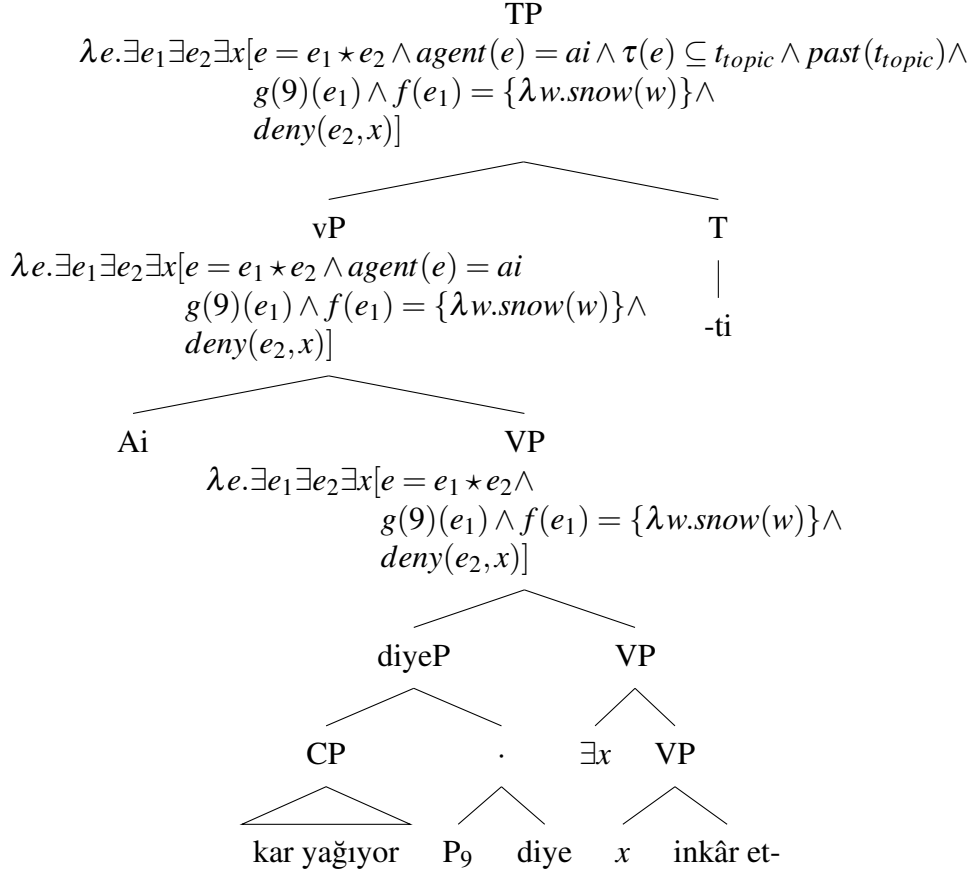 TP
λe.∃e₁∃e₂∃x[e = e₁ ⋆ e₂ ∧ agent(e) = ai ∧ τ(e) ⊆ t_topic ∧ past(t_topic)∧
g(9)(e₁) ∧ f(e₁) = {λw.snow(w)}∧
deny(e₂,x)]
vP T
λe.∃e₁∃e₂∃x[e = e₁ ⋆ e₂ ∧ agent(e) = ai
g(9)(e₁) ∧ f(e₁) = {λw.snow(w)}∧
deny(e₂,x)]
-ti
Ai VP
λe.∃e₁∃e₂∃x[e = e₁ ⋆ e₂∧
g(9)(e₁) ∧ f(e₁) = {λw.snow(w)}∧
deny(e₂,x)]
diyeP VP
CP · ∃x VP
kar yağıyor P₉ diye x inkâr et-